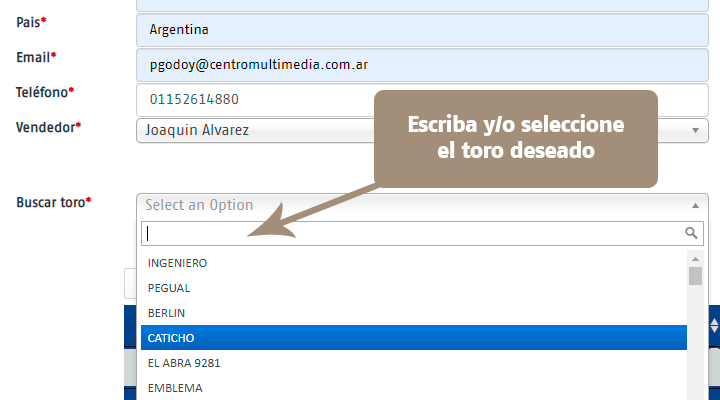 Pais*
Argentina
Email*
pgodoy@centromultimedia.com.ar
Teléfono*
01152614880
Vendedor*
Joaquin Alvarez
Escriba y/o seleccione
el toro deseado
Buscar toro*
Select an Option
INGENIERO
PEGUAL
BERLIN
CATICHO
EL ABRA 9281
EMBLEMA